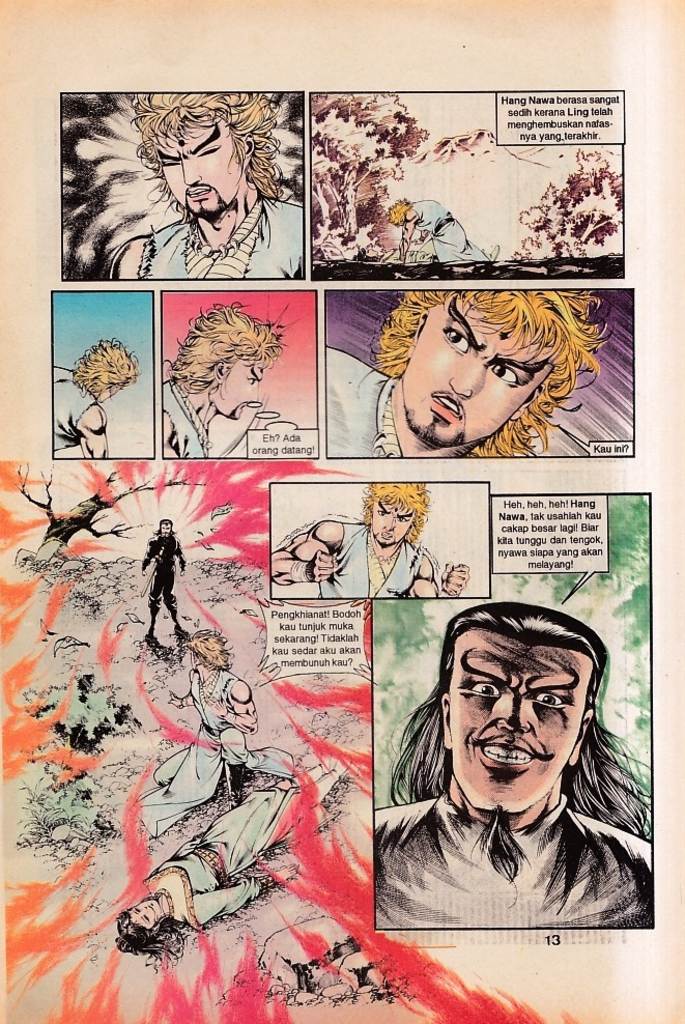 Hang Nawa berasa sangat
sedih kerana Ling telah
menghembuskan nafas-
nya yang terakhir.
Eh? Ada
orang datang!
Kau ini?
Pengkhianat! Bodoh
kau tunjuk muka
sekarang! Tidaklah
kau sedar aku akan
membunuh kau?
Heh, heh, heh! Hang
Nawa, tak usahlah kau
cakap besar lagi! Biar
kita tunggu dan tengok,
nyawa siapa yang akan
melayang!
13